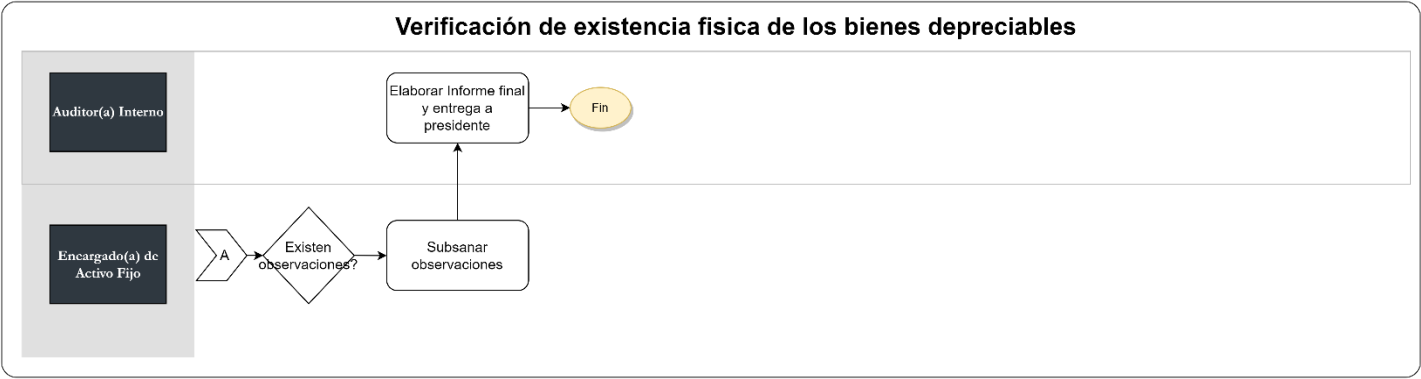 Verificación de existencia fisica de los bienes depreciables
Auditor(a) Interno
Elaborar Informe final
y entrega a
presidente
Fin
Encargado(a) de
Activo Fijo
A
Existen
observaciones?
Subsanar
observaciones